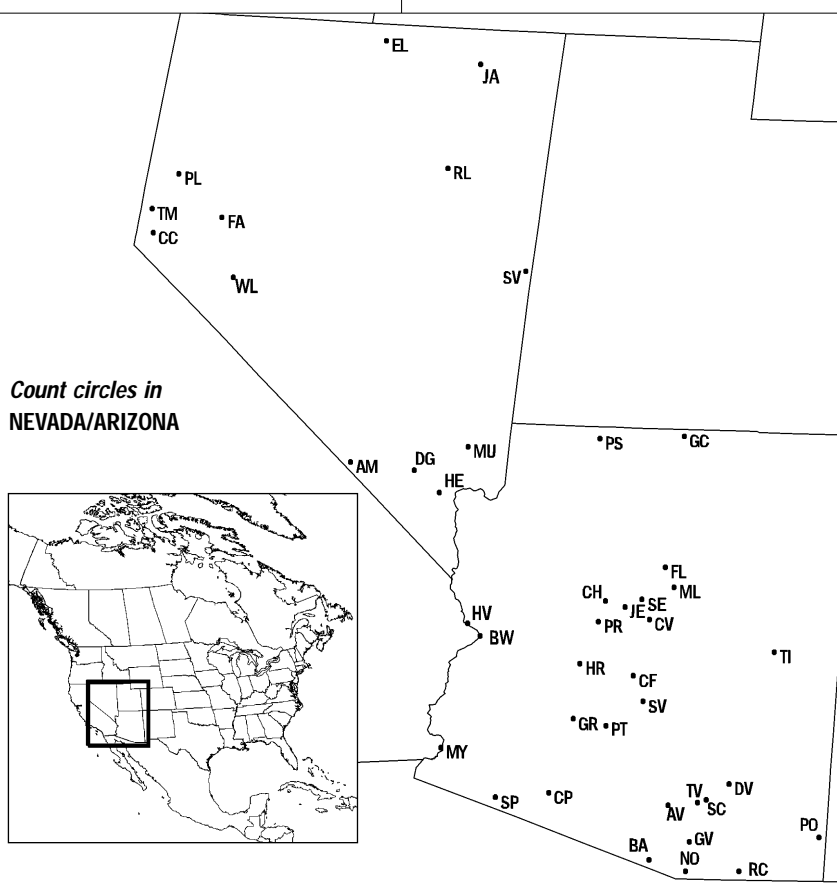 EL
JA
PL
RL
TM
FA
CC
WL
SV
Count circles in
NEVADA/ARIZONA
PS
GC
AM
DG
MU
HE
FL
ML
CH
JE
SE
HV
PR
CV
BW
TI
HR
CF
SV
GR
PT
MY
SP
CP
TV
DV
AV
SC
PO
BA
GV
NO
RC